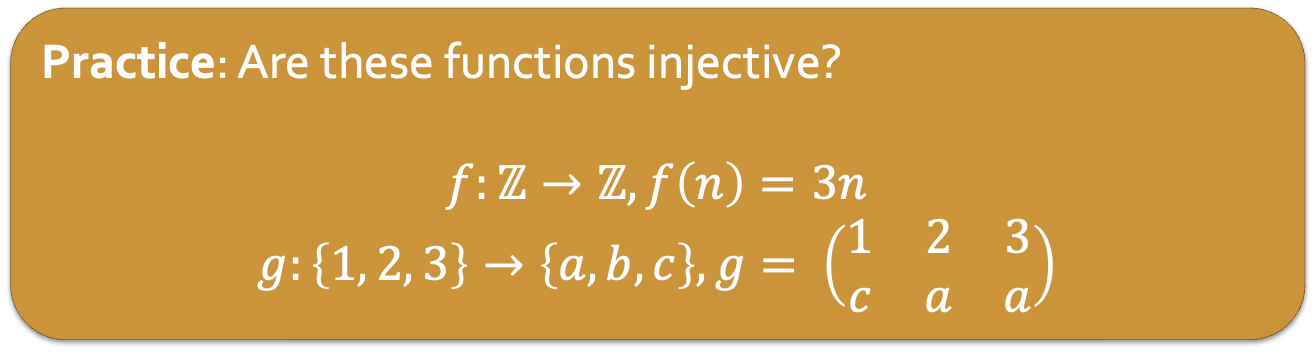 Practice: Are these functions injective?
𝑓: ℤ → ℤ, 𝑓(𝑛) = 3𝑛
𝑔: {1, 2, 3} → {𝑎, 𝑏, 𝑐}, 𝑔 = (1 2 3
𝑐 𝑎 𝑎)